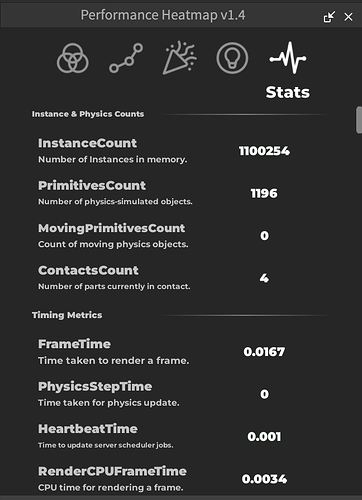 Performance Heatmap v1.4
Stats
Instance & Physics Counts
InstanceCount
Number of Instances in memory.
1100254
PrimitivesCount
Number of physics-simulated objects.
1196
MovingPrimitivesCount
Count of moving physics objects.
0
ContactsCount
Number of parts currently in contact.
4
Timing Metrics
FrameTime
Time taken to render a frame.
0.0167
PhysicsStepTime
Time taken for physics update.
0
HeartbeatTime
Time to update server scheduler jobs.
0.001
RenderCPUFrameTime
CPU time for rendering a frame.
0.0034